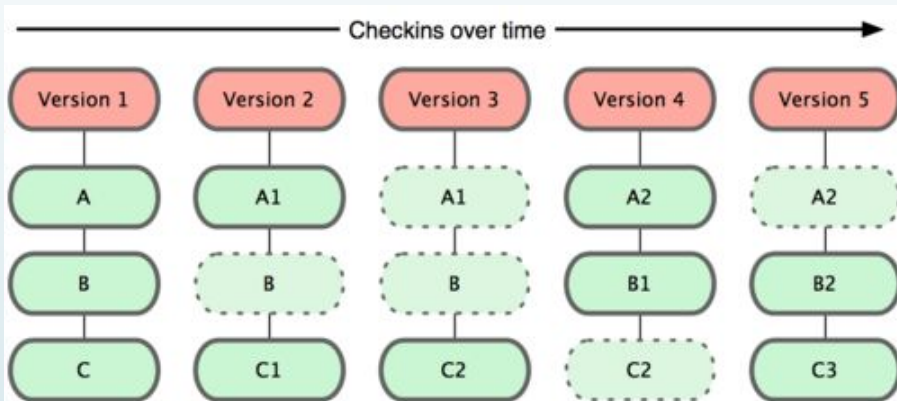 Checkins over time
Version 1 Version 2 Version 3 Version 4 Version 5
A A1 A1 A2 A2
B B B B1 B2
C C1 C2 C2 C3